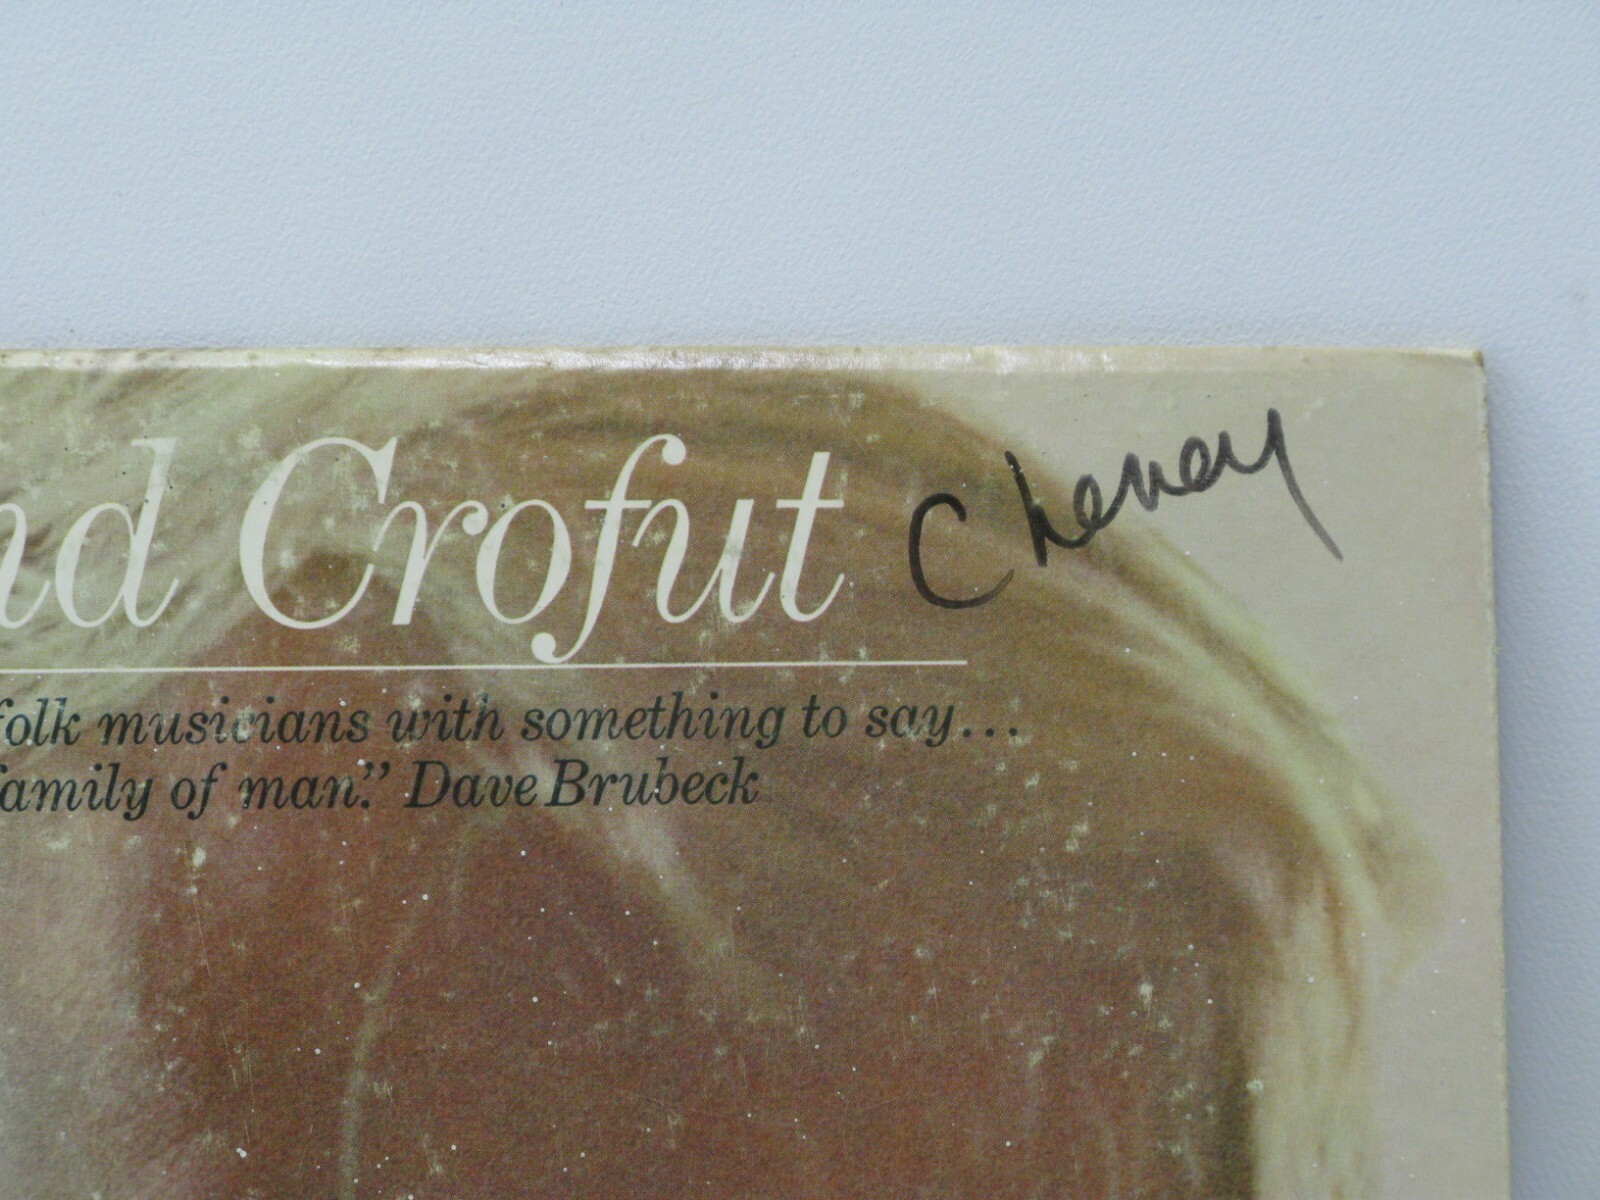 nd Crofut Cheney
folk musicians with something to say...
family of man." Dave Brubeck